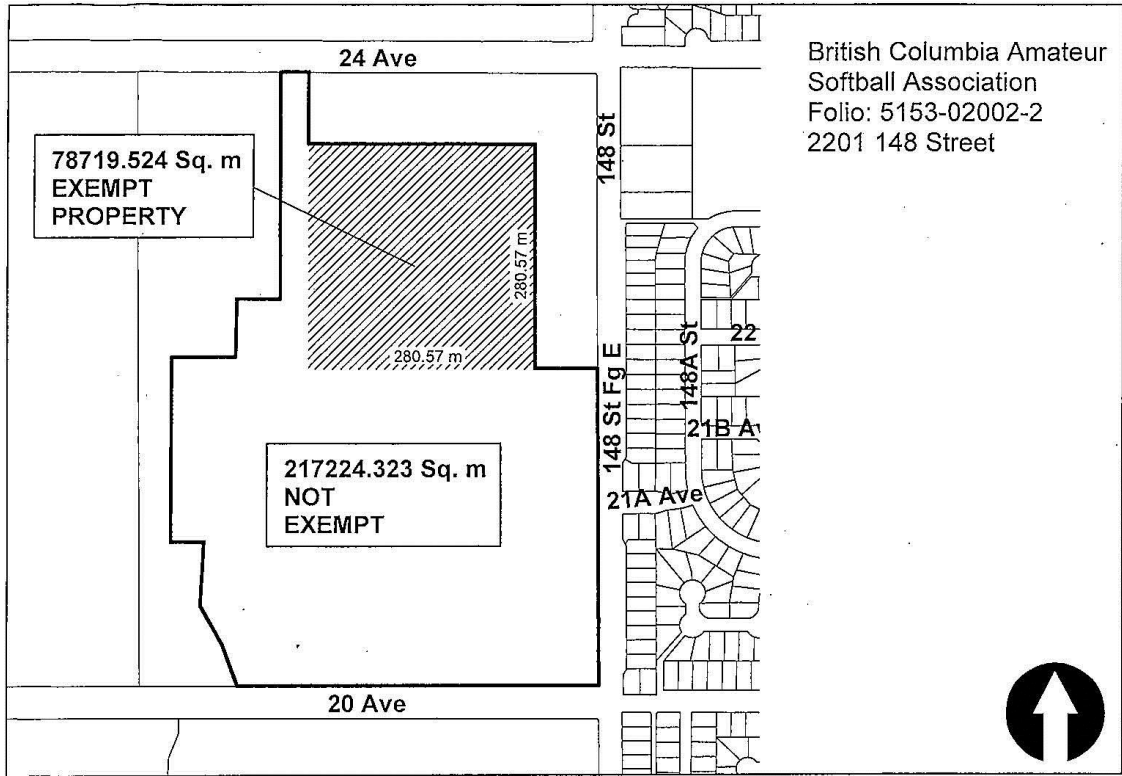 24 Ave
British Columbia Amateur
Softball Association
Folio: 5153-02002-2
2201 148 Street
78719.524 Sq. m
EXEMPT
PROPERTY
148 St
280.57 m
280.57 m
148 St Fg E
148A St
22
21B Av
217224.323 Sq. m
NOT
EXEMPT
21A Ave
20 Ave